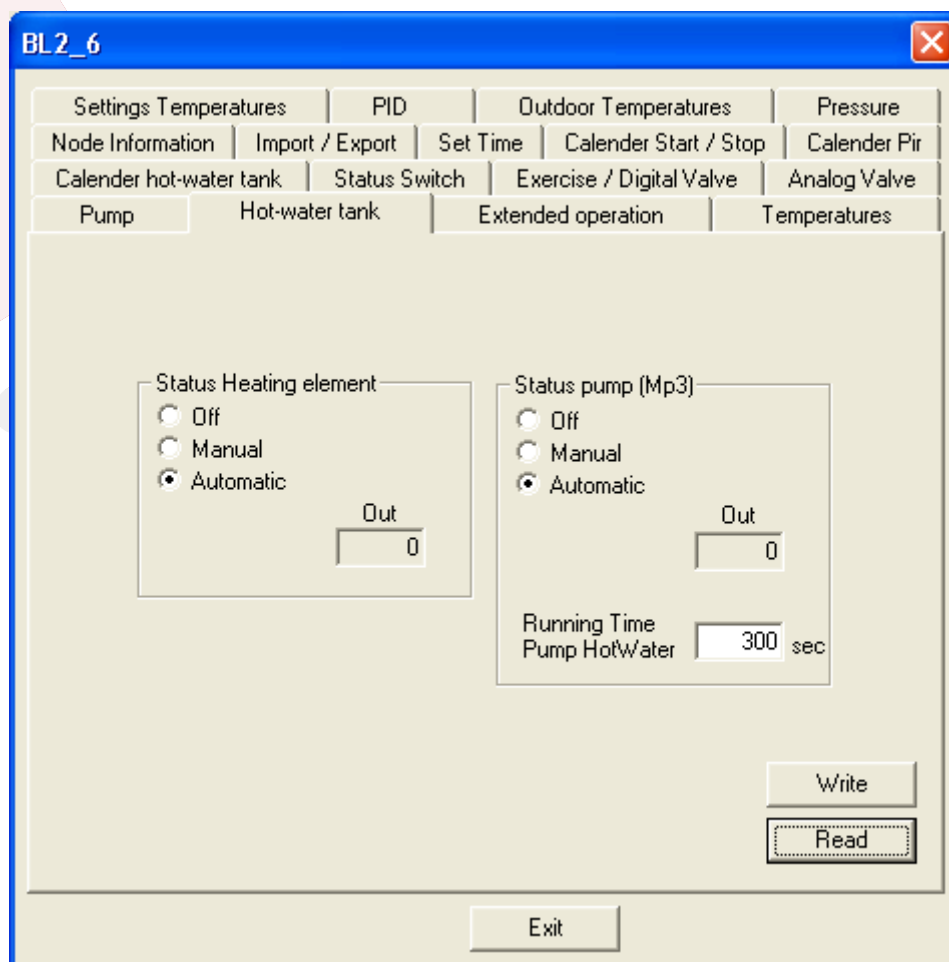 BL2_6
Settings Temperatures PID Outdoor Temperatures Pressure
Node Information Import / Export Set Time Calender Start / Stop Calender Pir
Calender hot-water tank Status Switch Exercise / Digital Valve Analog Valve
Pump Hot-water tank Extended operation Temperatures
Status Heating element
Off
Manual
Automatic
Out
0
Status pump (Mp3)
Off
Manual
Automatic
Out
0
Running Time
Pump HotWater 300 sec
Write
Read
Exit